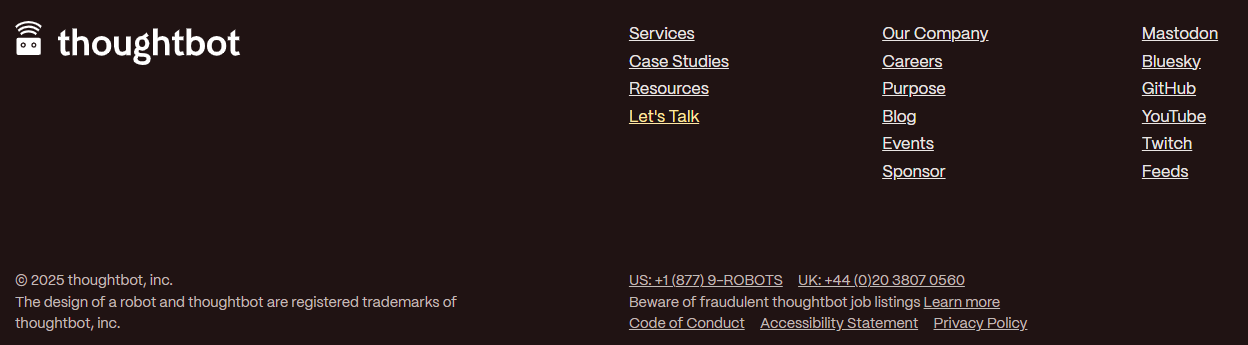 thoughtbot
Services
Case Studies
Resources
Let's Talk
Our Company
Careers
Purpose
Blog
Events
Sponsor
Mastodon
Bluesky
GitHub
YouTube
Twitch
Feeds
© 2025 thoughtbot, inc.
The design of a robot and thoughtbot are registered trademarks of
thoughtbot, inc.
US: +1 (877) 9-ROBOTS UK: +44 (0)20 3807 0560
Beware of fraudulent thoughtbot job listings Learn more
Code of Conduct Accessibility Statement Privacy Policy